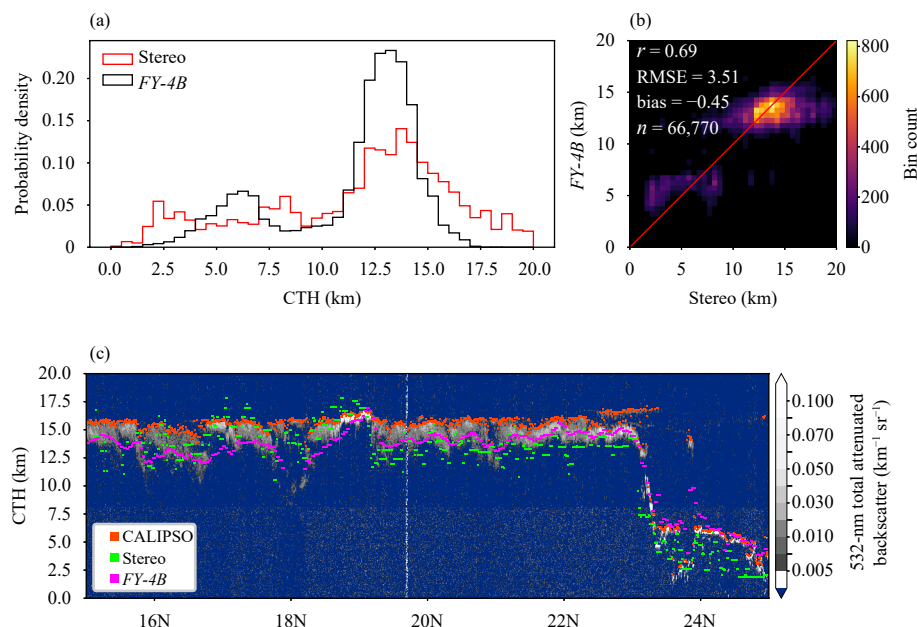 (a)
Stereo
FY-4B
Probability density
0.20
0.15
0.10
0.05
0
0.0 2.5 5.0 7.5 10.0 12.5 15.0 17.5 20.0
CTH (km)
(b)
r = 0.69
RMSE = 3.51
bias = −0.45
n = 66,770
FY-4B (km)
20
15
10
5
0
0 5 10 15 20
Stereo (km)
800
600
400
200
0
Bin count
(c)
CTH (km)
20.0
17.5
15.0
12.5
10.0
7.5
5.0
2.5
0.0
CALIPSO
Stereo
FY-4B
16N 18N 20N 22N 24N
0.100
0.070
0.050
0.030
0.010
0.005
532-nm total attenuated
backscatter (km⁻¹ sr⁻¹)